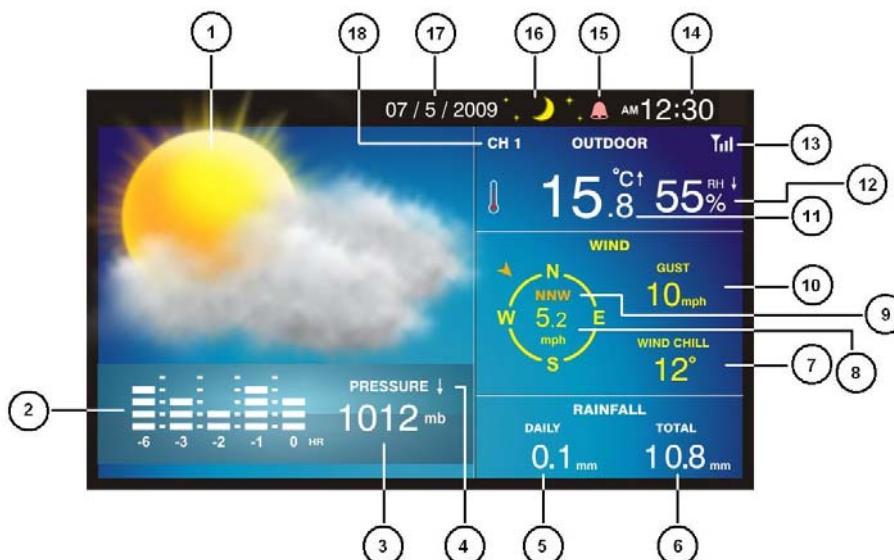 1
18
17
16
15
14
07 / 5 / 2009
AM 12:30
CH 1
OUTDOOR
13
15.8 °C↑
55% RH ↓
12
11
WIND
N
W
E
S
NNW
5.2
mph
GUST
10 mph
10
9
WIND CHILL
12°
7
8
2
PRESSURE ↓
1012 mb
-6 -3 -2 -1 0 HR
RAINFALL
DAILY
TOTAL
0.1 mm
10.8 mm
3
4
5
6